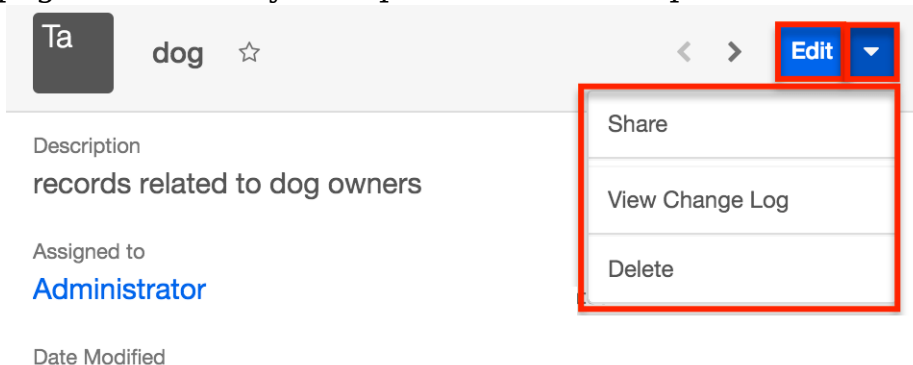 Ta
dog
Edit
Share
Description
records related to dog owners
View Change Log
Assigned to
Administrator
Delete
Date Modified